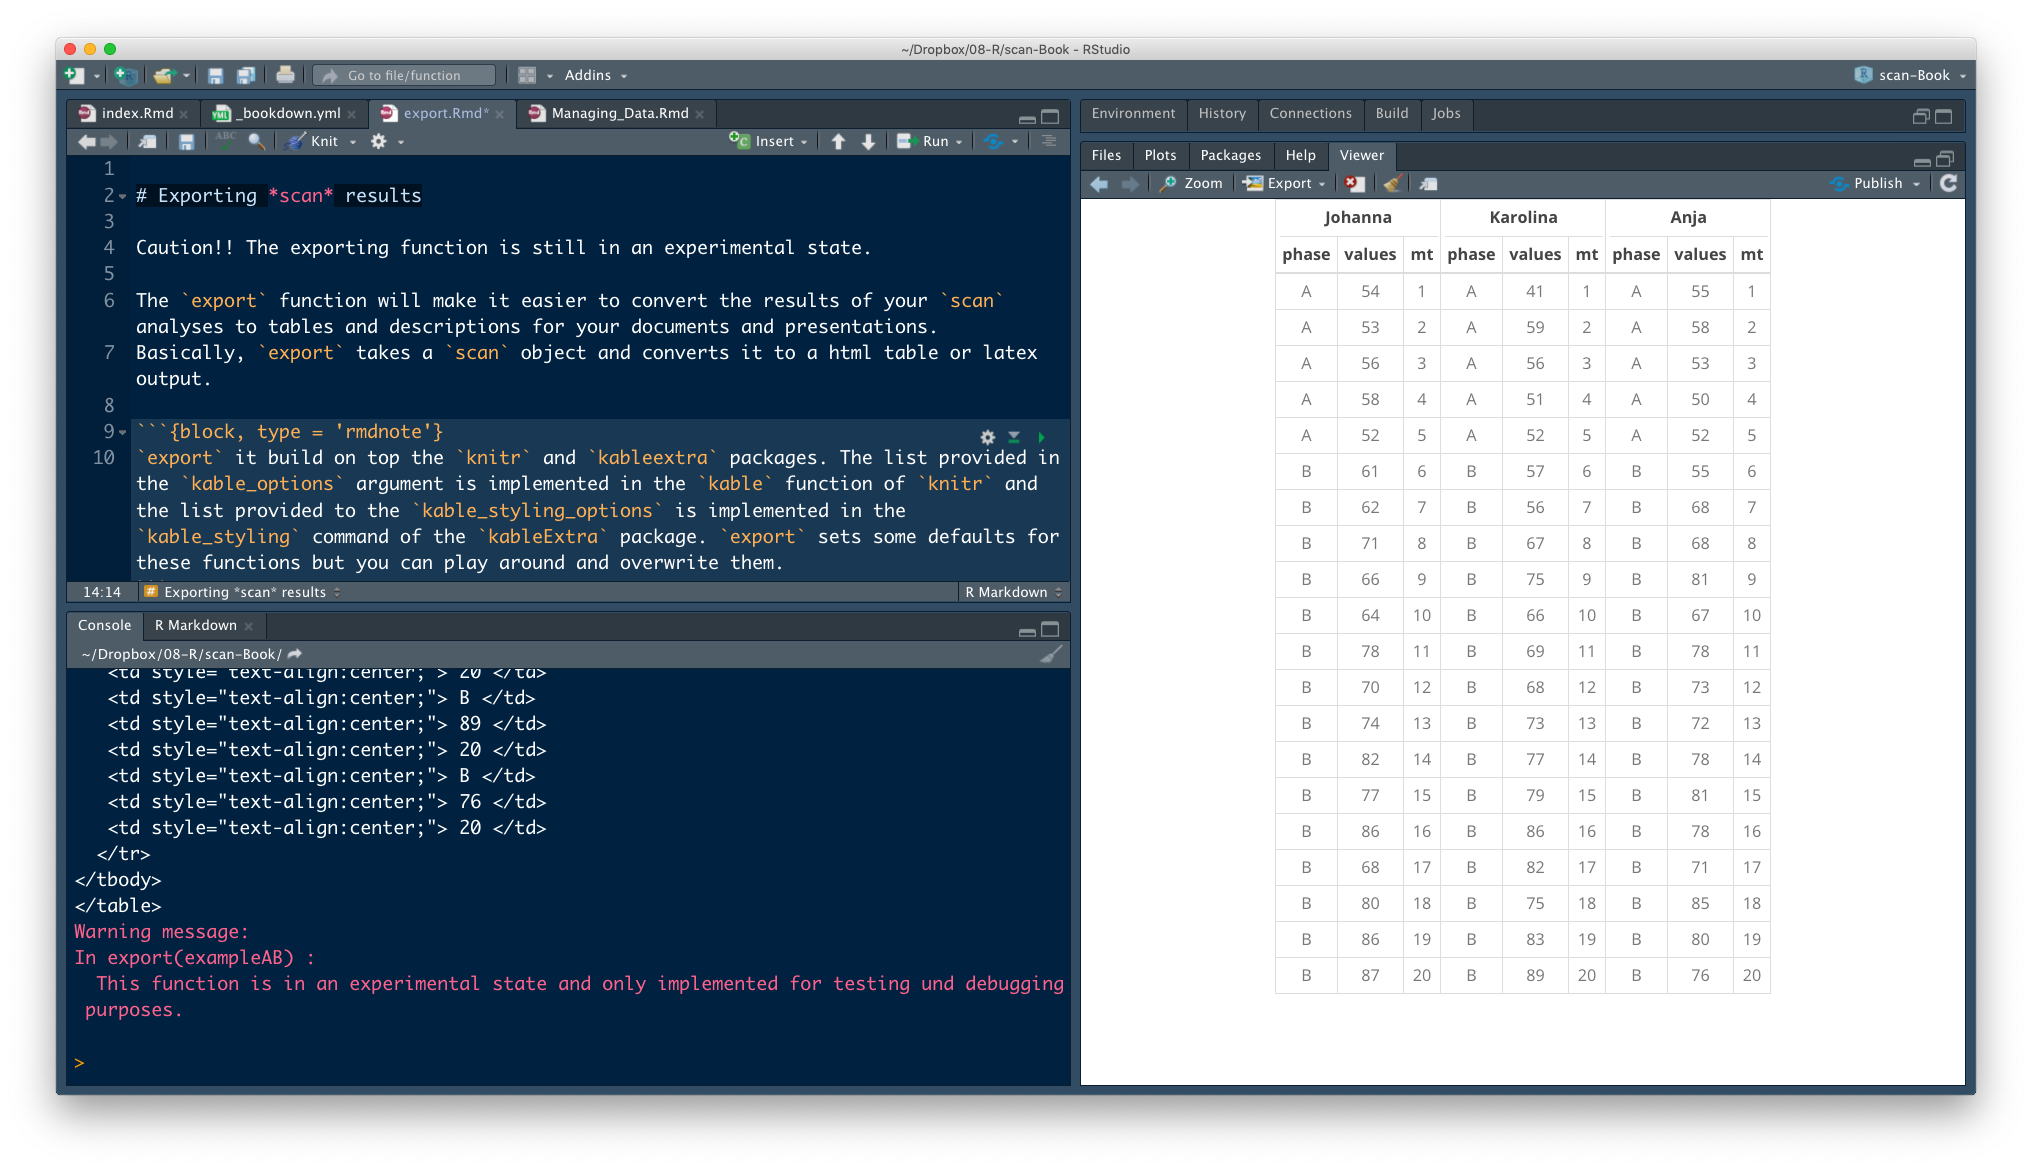 ~/Dropbox/08-R/scan-Book - RStudio
Go to file/function
Addins
scan-Book
index.Rmd
_bookdown.yml
export.Rmd*
Managing_Data.Rmd
ABC
Knit
Insert
Run
1
2 # Exporting *scan* results
3
4 Caution!! The exporting function is still in an experimental state.
5
6 The `export` function will make it easier to convert the results of your `scan`
analyses to tables and descriptions for your documents and presentations.
7 Basically, `export` takes a `scan` object and converts it to a html table or latex
output.
8
9 ```{block, type = 'rmdnote'}
10 `export` it build on top the `knitr` and `kableextra` packages. The list provided in
the `kable_options` argument is implemented in the `kable` function of `knitr` and
the list provided to the `kable_styling_options` is implemented in the
`kable_styling` command of the `kableExtra` package. `export` sets some defaults for
these functions but you can play around and overwrite them.
```
14:14 # Exporting *scan* results R Markdown
Console R Markdown
~/Dropbox/08-R/scan-Book/
<td style="text-align:center;"> 20 </td>
<td style="text-align:center;"> B </td>
<td style="text-align:center;"> 89 </td>
<td style="text-align:center;"> 20 </td>
<td style="text-align:center;"> B </td>
<td style="text-align:center;"> 76 </td>
<td style="text-align:center;"> 20 </td>
</tr>
</tbody>
</table>
Warning message:
In export(exampleAB) :
This function is in an experimental state and only implemented for testing und debugging
purposes.
>
Environment History Connections Build Jobs
Files Plots Packages Help Viewer
Zoom Export Publish
Johanna Karolina Anja
phase values mt phase values mt phase values mt
A 54 1 A 41 1 A 55 1
A 53 2 A 59 2 A 58 2
A 56 3 A 56 3 A 53 3
A 58 4 A 51 4 A 50 4
A 52 5 A 52 5 A 52 5
B 61 6 B 57 6 B 55 6
B 62 7 B 56 7 B 68 7
B 71 8 B 67 8 B 68 8
B 66 9 B 75 9 B 81 9
B 64 10 B 66 10 B 67 10
B 78 11 B 69 11 B 78 11
B 70 12 B 68 12 B 73 12
B 74 13 B 73 13 B 72 13
B 82 14 B 77 14 B 78 14
B 77 15 B 79 15 B 81 15
B 86 16 B 86 16 B 78 16
B 68 17 B 82 17 B 71 17
B 80 18 B 75 18 B 85 18
B 86 19 B 83 19 B 80 19
B 87 20 B 89 20 B 76 20